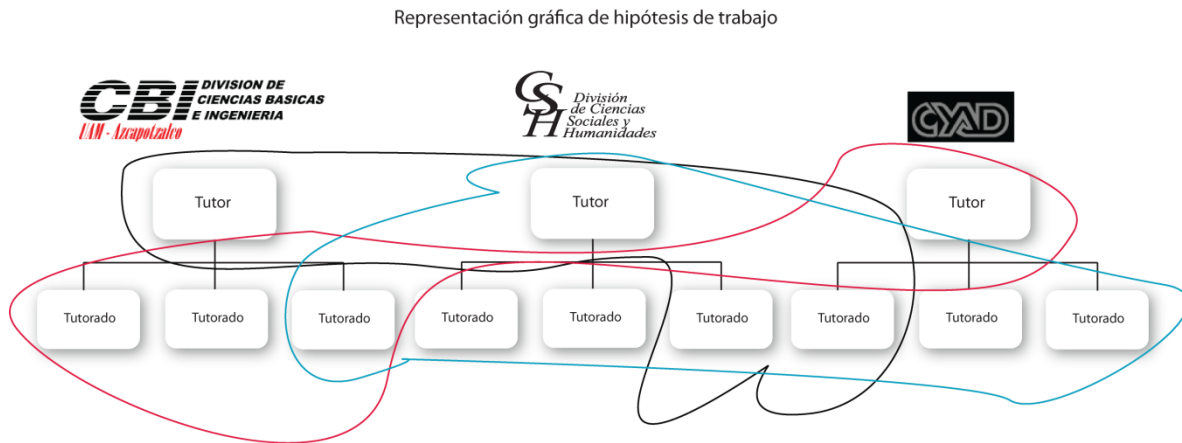 Representación gráfica de hipótesis de trabajo
CBI DIVISION DE
CIENCIAS BASICAS
E INGENIERIA
UAM - Azcapotzalco
CSH
División
de Ciencias
Sociales y
Humanidades
CYAD
Tutor
Tutor
Tutor
Tutorado
Tutorado
Tutorado
Tutorado
Tutorado
Tutorado
Tutorado
Tutorado
Tutorado